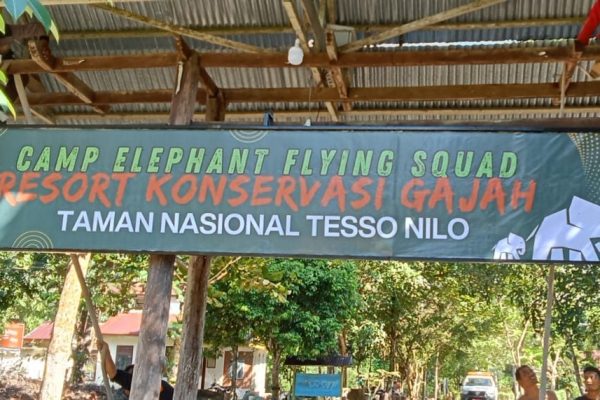 CAMP ELEPHANT FLYING SQUAD
RESORT KONSERVASI GAJAH
TAMAN NASIONAL TESSO NILO